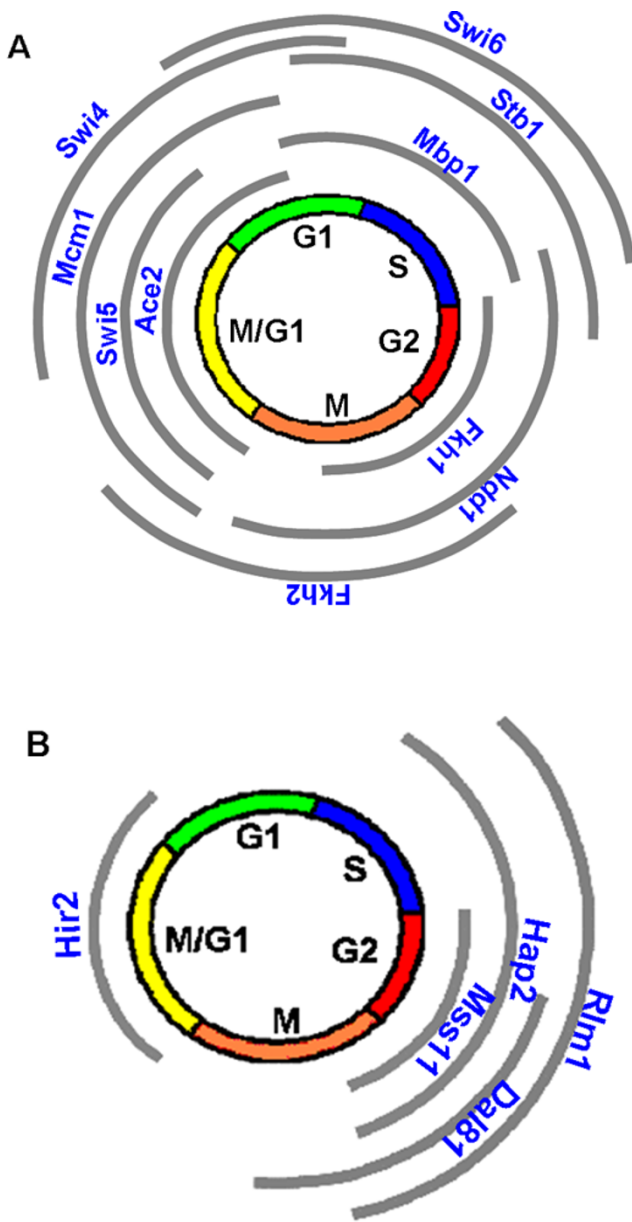 A
Swi6
Stb1
Swi4
Mbp1
Mcm1
Swi5
Ace2
G1
S
M/G1
G2
M
Fkh1
Ndd1
Fkh2
B
Hir2
G1
S
M/G1
G2
M
Mss11
Hap2
Rlm1
Dal81